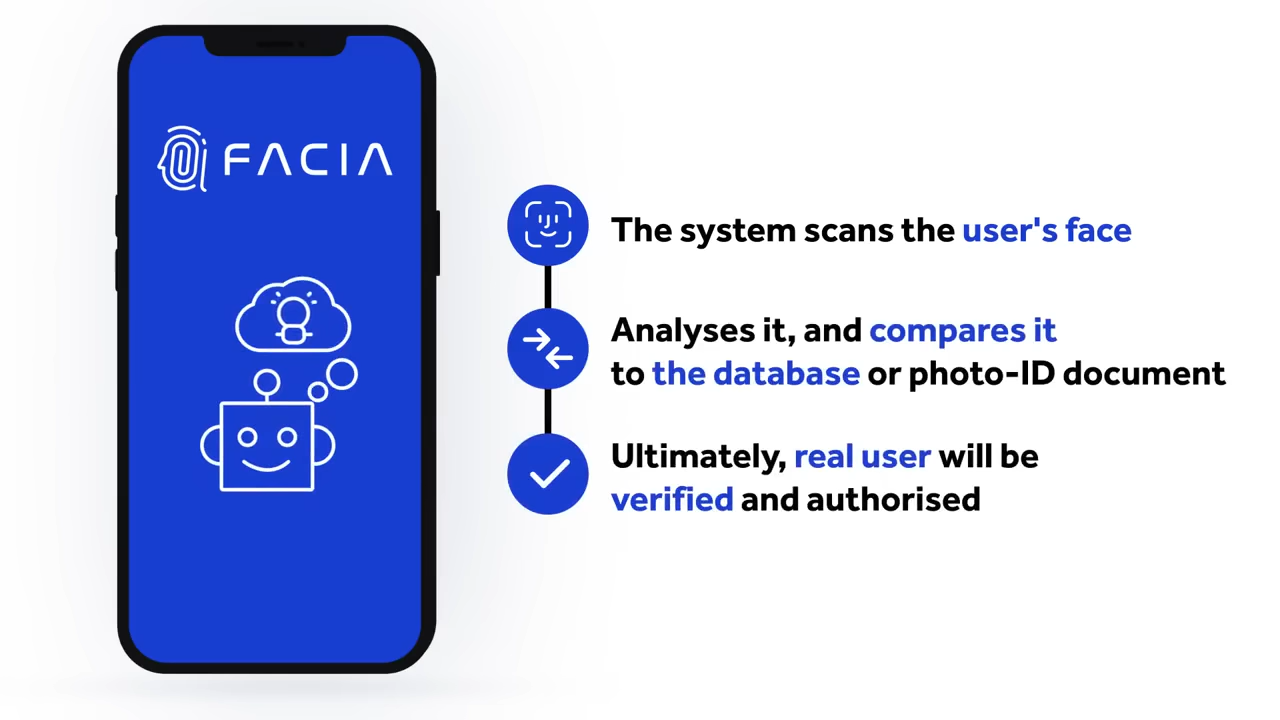 FACIA
The system scans the user's face
Analyses it, and compares it
to the database or photo-ID document
Ultimately, real user will be
verified and authorised